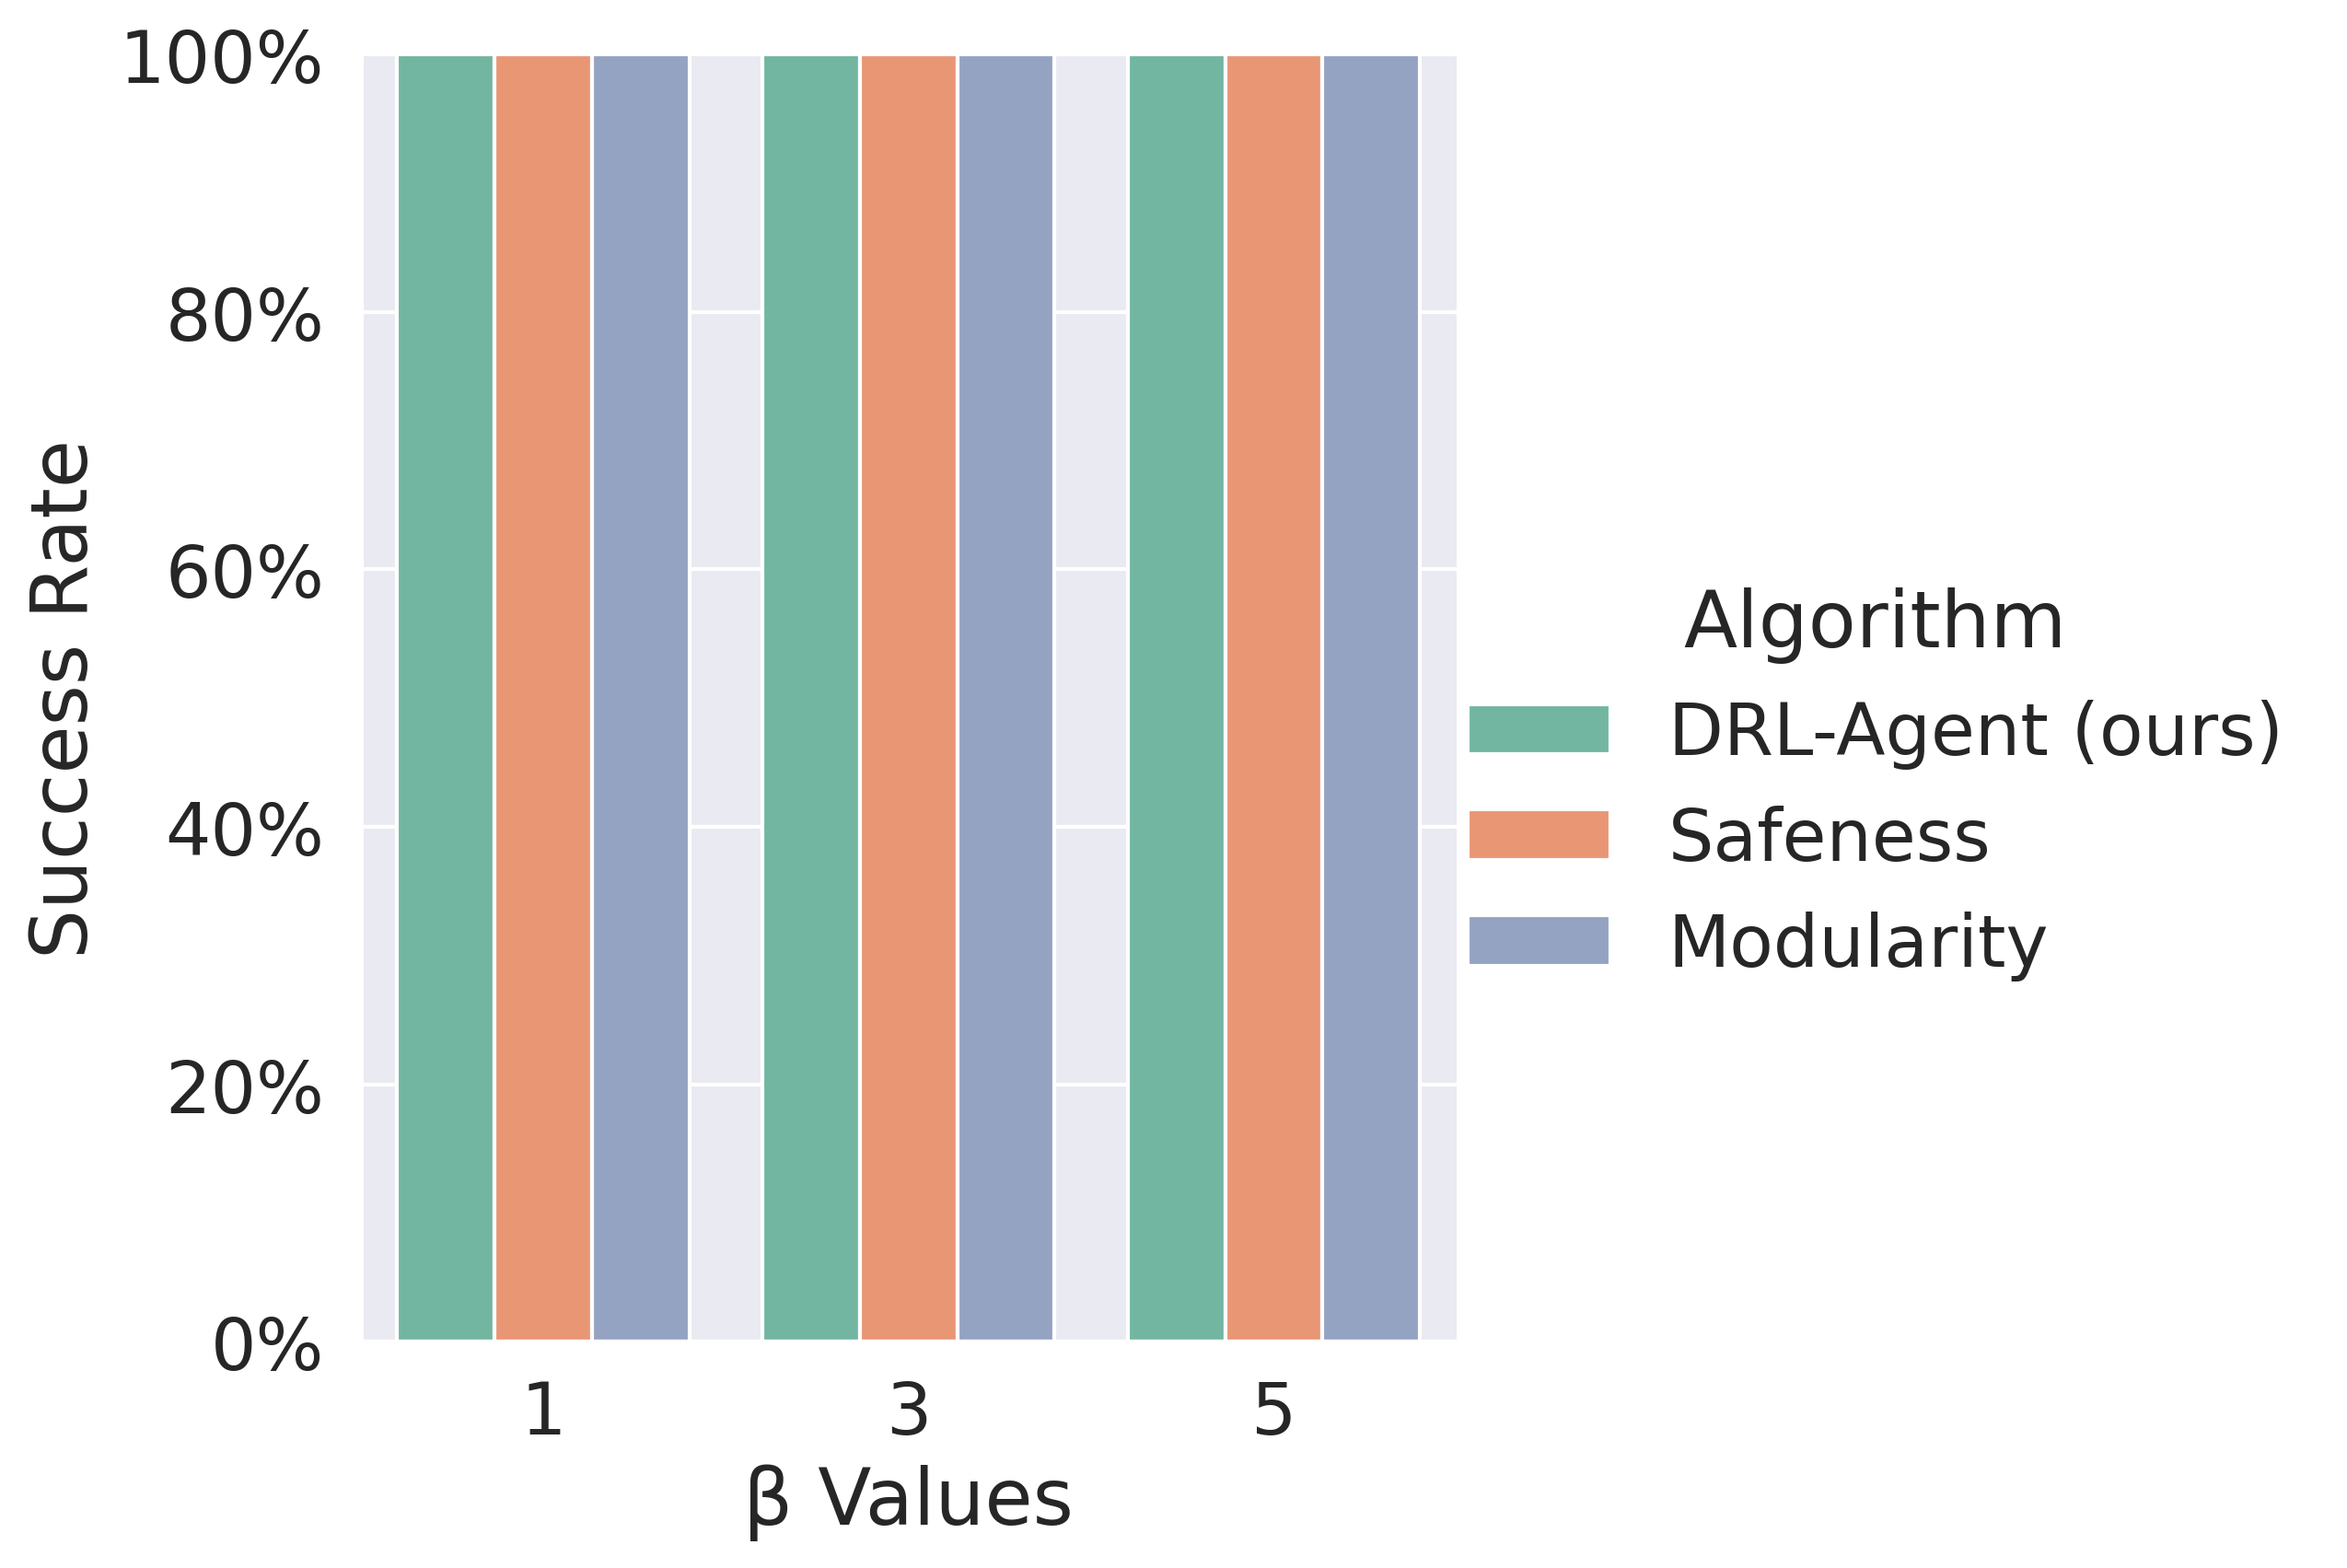 100%
80%
60%
40%
20%
0%
Success Rate
1
3
5
β Values
Algorithm
DRL-Agent (ours)
Safeness
Modularity